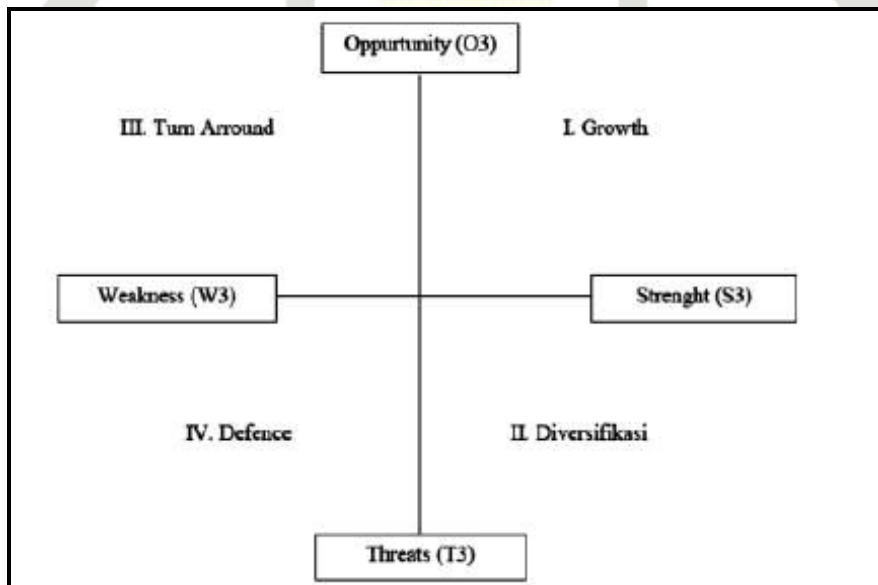 Oppurtunity (O3)
III. Turn Arround
I. Growth
Weakness (W3)
Strenght (S3)
IV. Defence
II. Diversifikasi
Threats (T3)